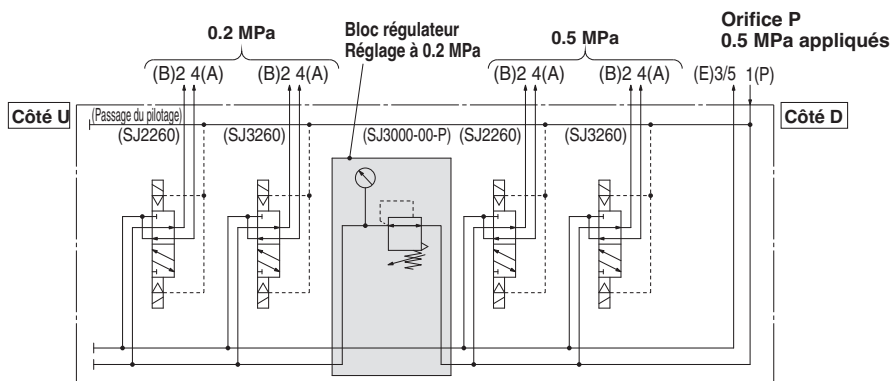 0.2 MPa
Bloc régulateur
Réglage à 0.2 MPa
0.5 MPa
Orifice P
0.5 MPa appliqués
(B)2 4(A)
(B)2 4(A)
(B)2 4(A)
(B)2 4(A)
(E)3/5 1(P)
Côté U
(Passage du pilotage)
Côté D
(SJ2260)
(SJ3260)
(SJ3000-00-P)
(SJ2260)
(SJ3260)